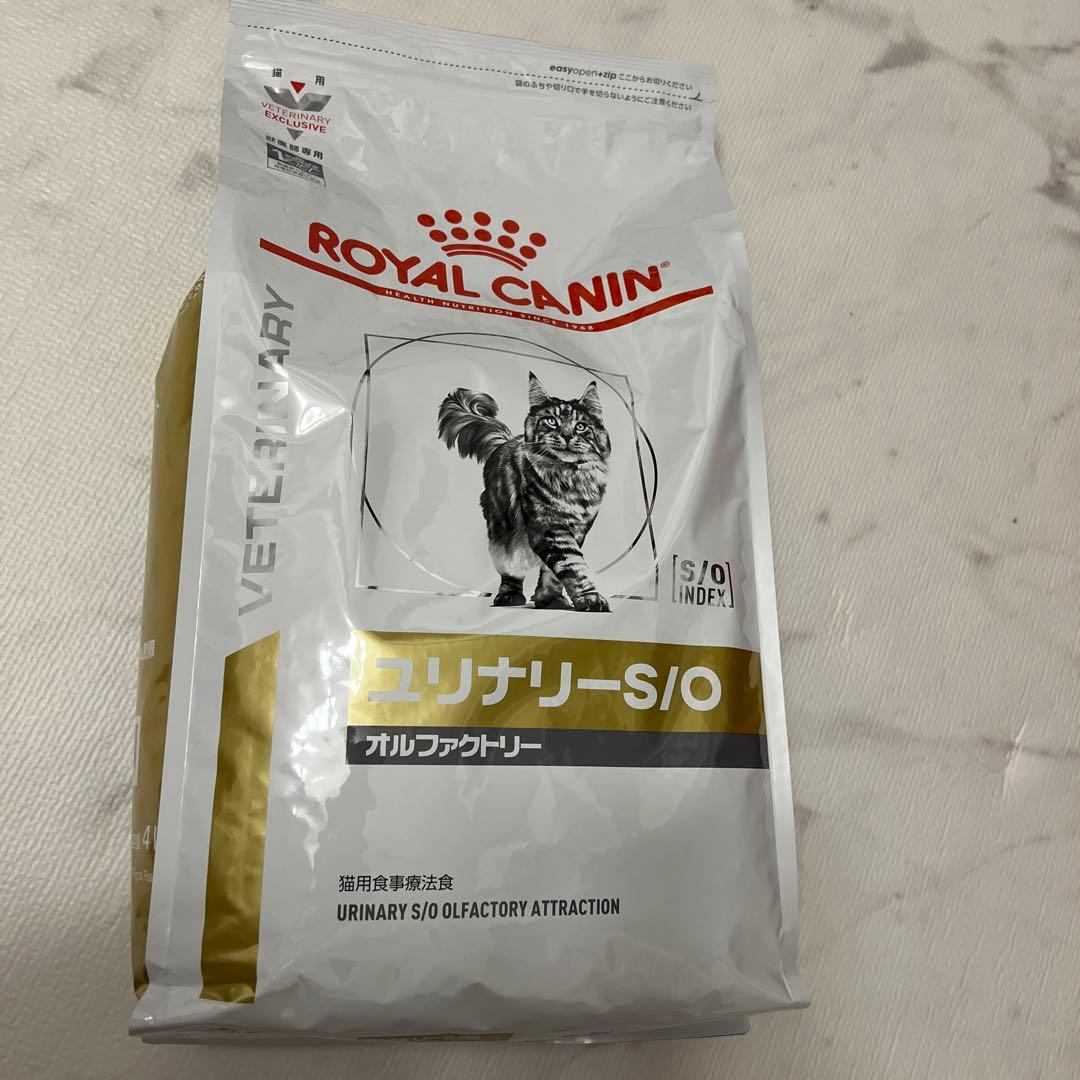 easyopen+zip ここからお切りください
袋のふちや切り口で手を切らないようにご注意ください
猫 用
VETERINARY
EXCLUSIVE
獣医師専用
ROYAL CANIN®
HEALTH NUTRITION SINCE 1968
VETERINARY
S/O
INDEX
ユリナリーS/O
オルファクトリー
猫用食事療法食
URINARY S/O OLFACTORY ATTRACTION